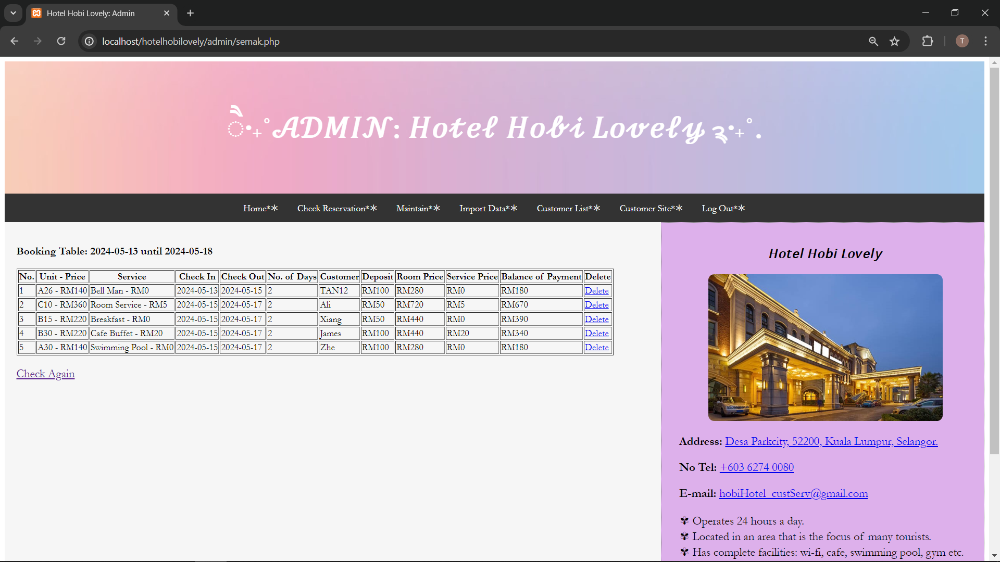 Hotel Hobi Lovely: Admin
localhost/hotelhobilovely/admin/semak.php
T
ADMIN: Hotel Hobi Lovely
Home*✲ Check Reservation*✲ Maintain*✲ Import Data*✲ Customer List*✲ Customer Site*✲ Log Out*✲
Booking Table: 2024-05-13 until 2024-05-18
No. Unit - Price Service Check In Check Out No. of Days Customer Deposit Room Price Service Price Balance of Payment Delete
1 A26 - RM140 Bell Man - RM0 2024-05-13 2024-05-15 2 TAN12 RM100 RM280 RM0 RM180 Delete
2 C10 - RM360 Room Service - RM5 2024-05-15 2024-05-17 2 Ali RM50 RM720 RM5 RM670 Delete
3 B15 - RM220 Breakfast - RM0 2024-05-15 2024-05-17 2 Xiang RM50 RM440 RM0 RM390 Delete
4 B30 - RM220 Cafe Buffet - RM20 2024-05-15 2024-05-17 2 James RM100 RM440 RM20 RM340 Delete
5 A30 - RM140 Swimming Pool - RM0 2024-05-15 2024-05-17 2 Zhe RM100 RM280 RM0 RM180 Delete
Check Again
Hotel Hobi Lovely
Address: Desa Parkcity, 52200, Kuala Lumpur, Selangor.
No Tel: +603 6274 0080
E-mail: hobiHotel_custServ@gmail.com
✾ Operates 24 hours a day.
✾ Located in an area that is the focus of many tourists.
✾ Has complete facilities: wi-fi, cafe, swimming pool, gym etc.